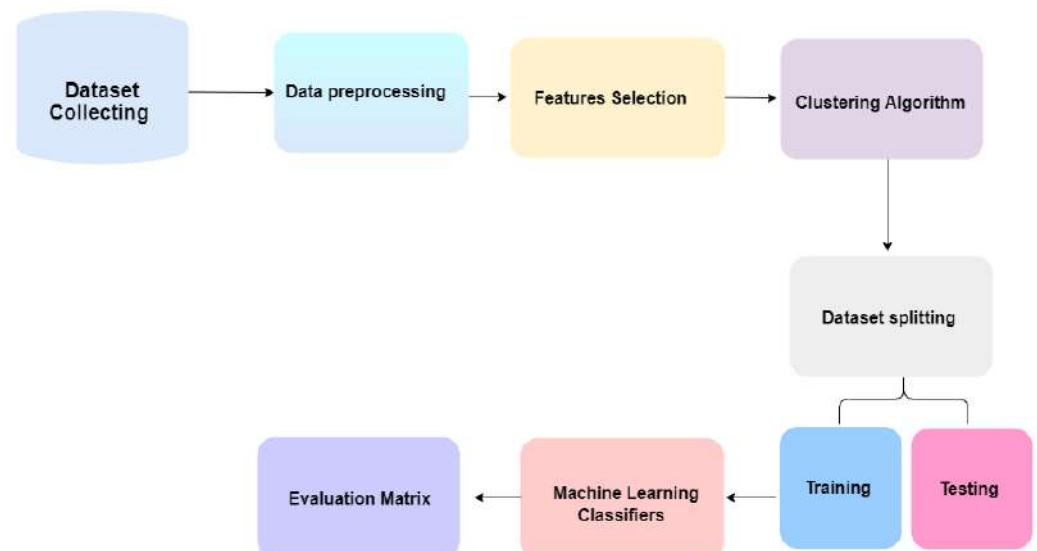 Dataset
Collecting
Data preprocessing
Features Selection
Clustering Algorithm
Dataset splitting
Training
Testing
Machine Learning
Classifiers
Evaluation Matrix